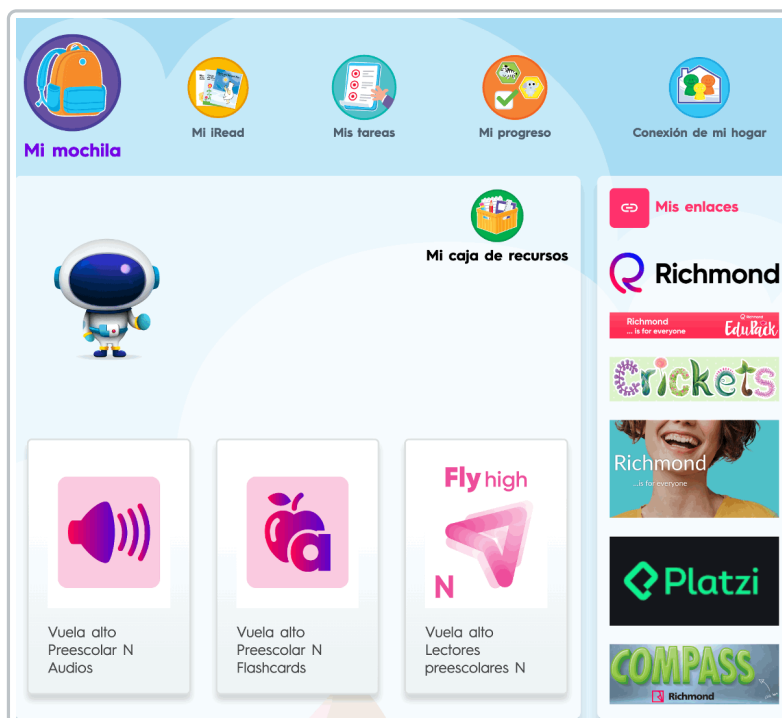 Mi mochila
Mi iRead
Mis tareas
Mi progreso
Conexión de mi hogar
Mi caja de recursos
Mis enlaces
Richmond
Richmond
... is for everyone
Richmond
EduPack
Crickets
Richmond
...is for everyone
Platzi
COMPASS
Richmond
Fly high
N
Vuela alto
Preescolar N
Audios
a
Vuela alto
Preescolar N
Flashcards
Vuela alto
Lectores
preescolares N